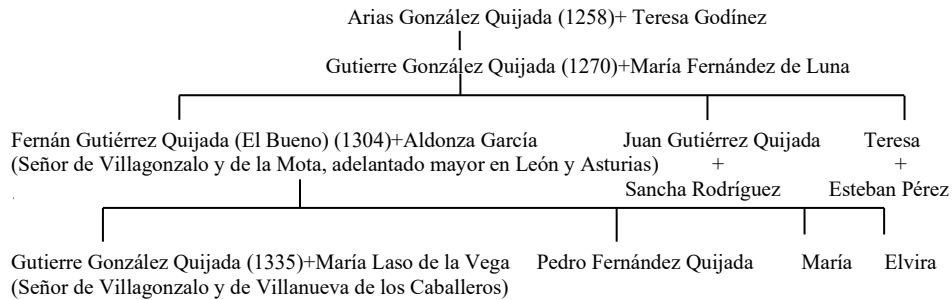 Arias González Quijada (1258)+ Teresa Godínez
Gutierre González Quijada (1270)+María Fernández de Luna
Fernán Gutiérrez Quijada (El Bueno) (1304)+Aldonza García Juan Gutiérrez Quijada Teresa
(Señor de Villagonzalo y de la Mota, adelantado mayor en León y Asturias) + +
Sancha Rodríguez Esteban Pérez
Gutierre González Quijada (1335)+María Laso de la Vega Pedro Fernández Quijada María Elvira
(Señor de Villagonzalo y de Villanueva de los Caballeros)